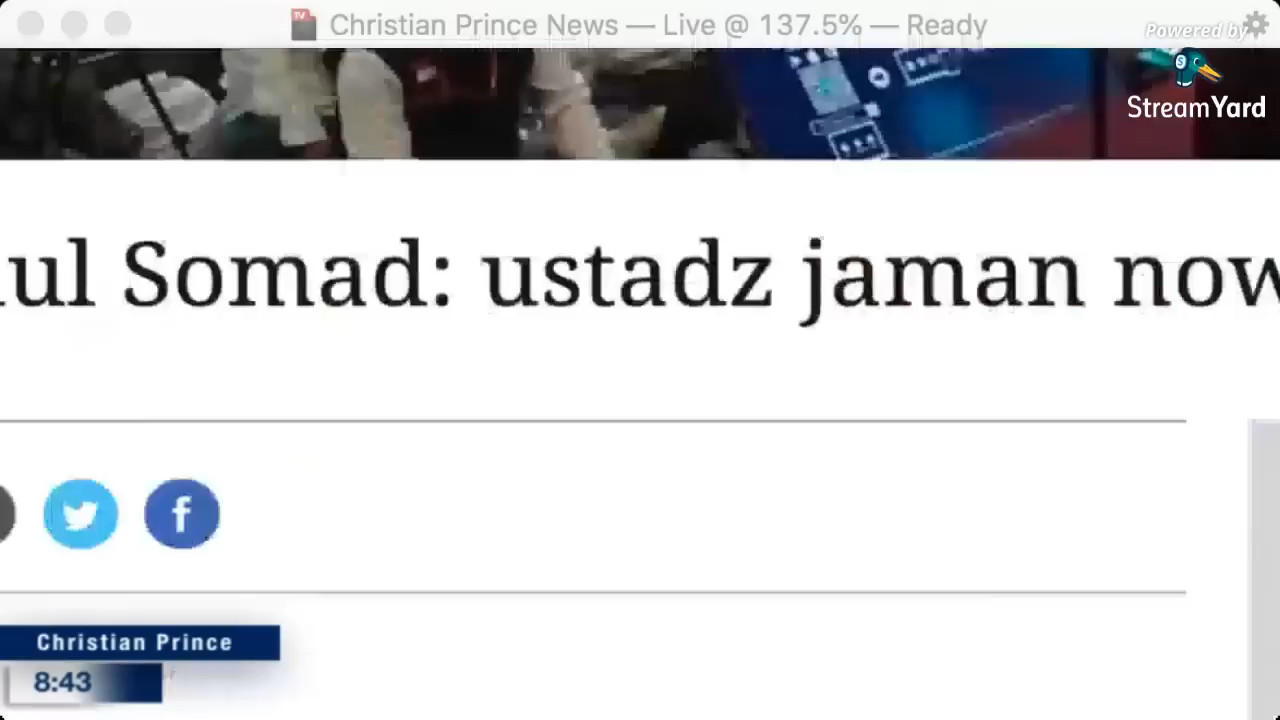 TV
Christian Prince News — Live @ 137.5% — Ready
Powered by
StreamYard
ul Somad: ustadz jaman now
Christian Prince
8:43